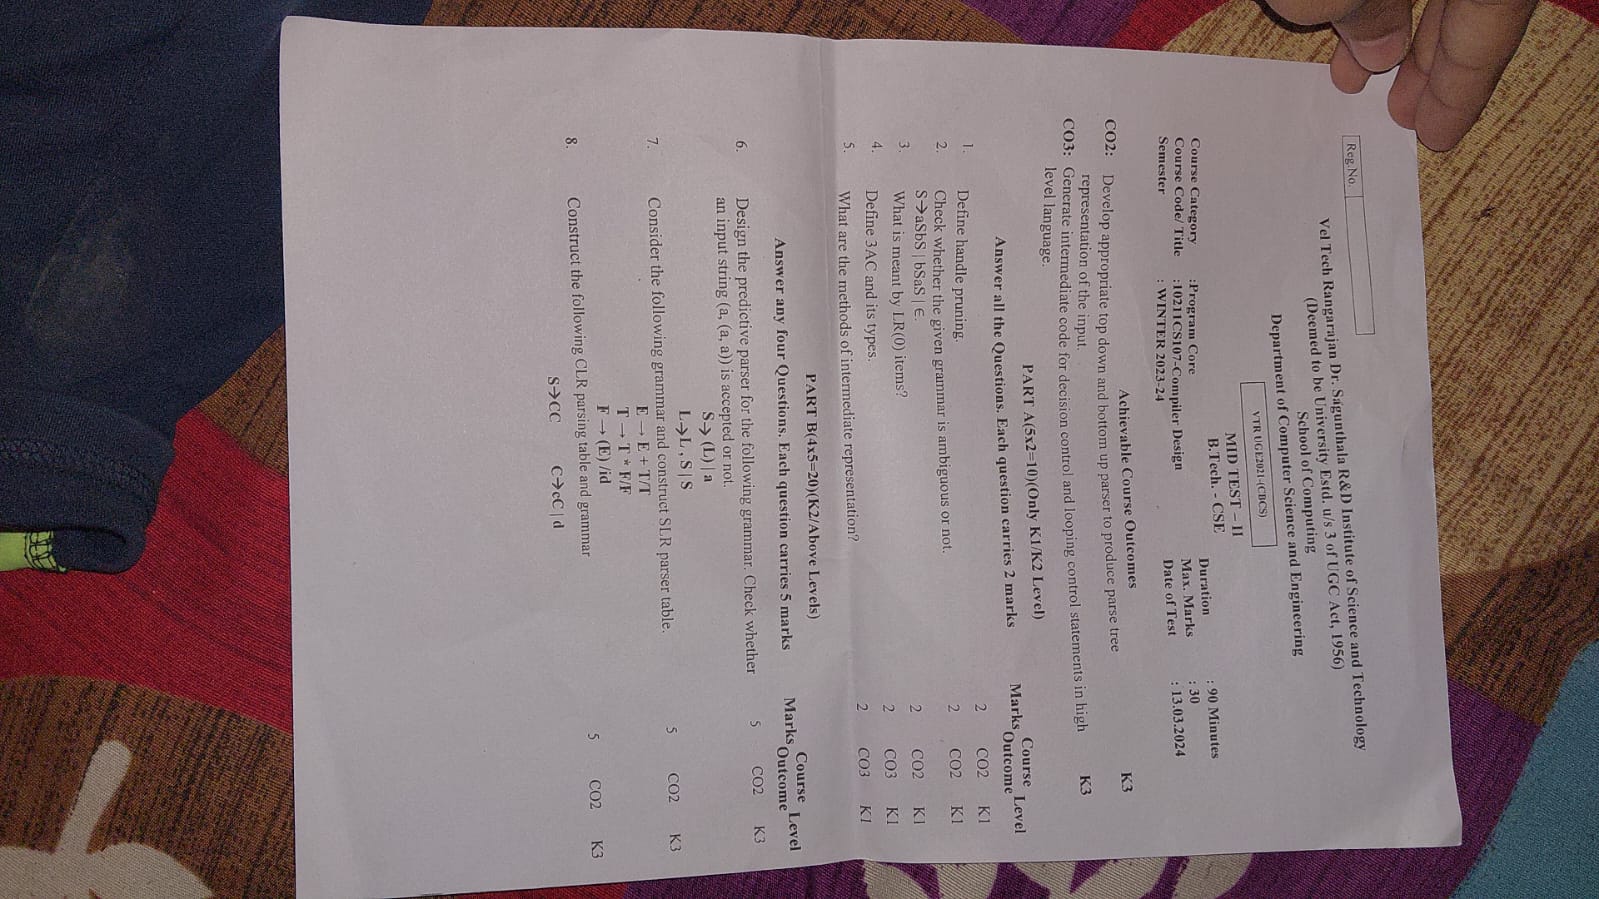 Reg.No.
Vel Tech Rangarajan Dr. Sagunthala R&D Institute of Science and Technology
(Deemed to be University Estd. u/s 3 of UGC Act, 1956)
School of Computing
Department of Computer Science and Engineering
VTR UGE2021-(CBCS)
MID TEST – II
B.Tech. - CSE
Course Category :Program Core Duration : 90 Minutes
Course Code/ Title :10211CS107-Compiler Design Max. Marks : 30
Semester : WINTER 2023-24 Date of Test : 13.03.2024
Achievable Course Outcomes
CO2: Develop appropriate top down and bottom up parser to produce parse tree K3
representation of the input.
CO3: Generate intermediate code for decision control and looping control statements in high K3
level language.
PART A(5x2=10)(Only K1/K2 Level)
Answer all the Questions. Each question carries 2 marks Marks Course Outcome Level
1. Define handle pruning. 2 CO2 K1
2. Check whether the given grammar is ambiguous or not. 2 CO2 K1
S→aSbS | bSaS | ∈.
3. What is meant by LR(0) items? 2 CO2 K1
4. Define 3AC and its types. 2 CO3 K1
5. What are the methods of intermediate representation? 2 CO3 K1
PART B(4x5=20)(K2/Above Levels)
Answer any four Questions. Each question carries 5 marks Marks Course Outcome Level
6. Design the predictive parser for the following grammar. Check whether 5 CO2 K3
an input string (a, (a, a)) is accepted or not.
S→ (L) | a
L→L , S | S
7. Consider the following grammar and construct SLR parser table. 5 CO2 K3
E → E + T/T
T → T * F/F
F → (E) /id
8. Construct the following CLR parsing table and grammar 5 CO2 K3
S→CC C→cC | d